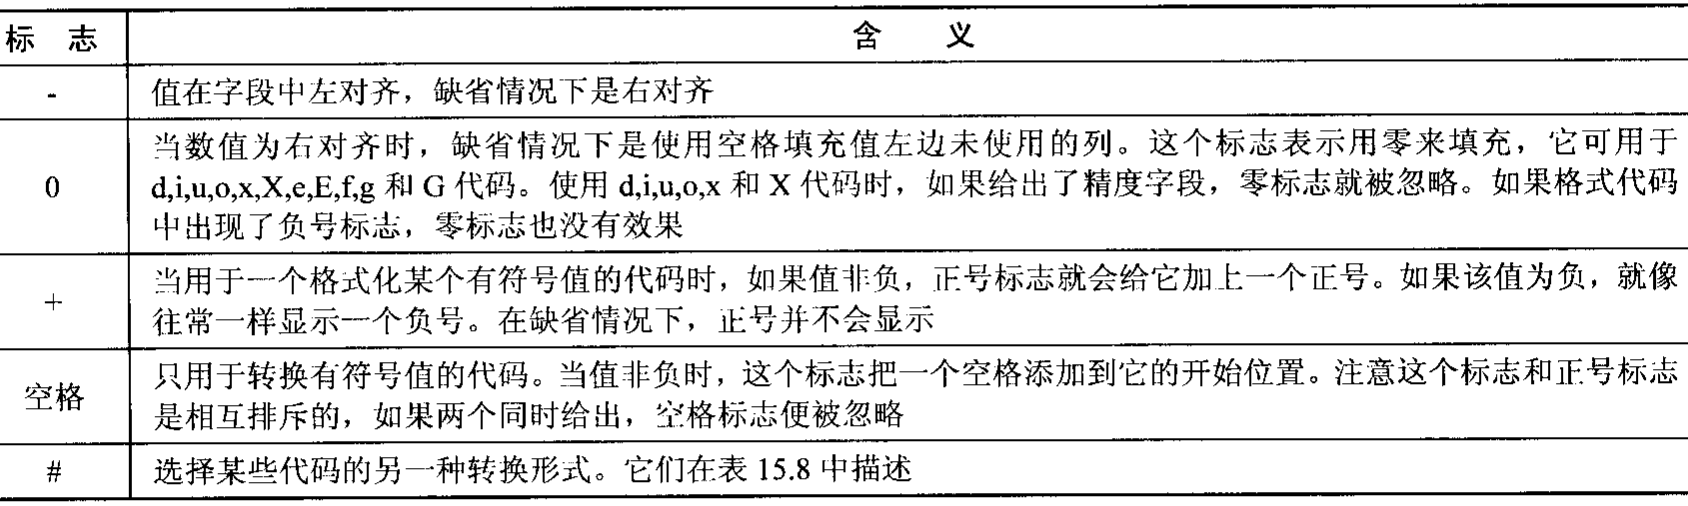 标 志 含 义
- 值在字段中左对齐，缺省情况下是右对齐
当数值为右对齐时，缺省情况下是使用空格填充值左边未使用的列。这个标志表示用零来填充，它可用于
0 d,i,u,o,x,X,e,E,f,g 和 G 代码。使用 d,i,u,o,x 和 X 代码时，如果给出了精度字段，零标志就被忽略。如果格式代码
中出现了负号标志，零标志也没有效果
+ 当用于一个格式化某个有符号值的代码时，如果值非负，正号标志就会给它加上一个正号。如果该值为负，就像
往常一样显示一个负号。在缺省情况下，正号并不会显示
空格 只用于转换有符号值的代码。当值非负时，这个标志把一个空格添加到它的开始位置。注意这个标志和正号标志
是相互排斥的，如果两个同时给出，空格标志便被忽略
# 选择某些代码的另一种转换形式。它们在表 15.8 中描述